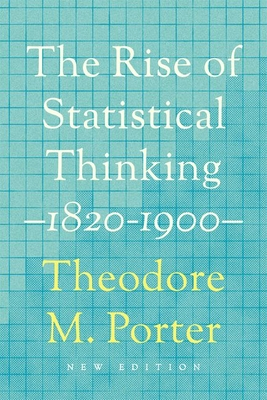 The Rise of
Statistical
Thinking
–1820-1900–
Theodore
M. Porter
NEW EDITION